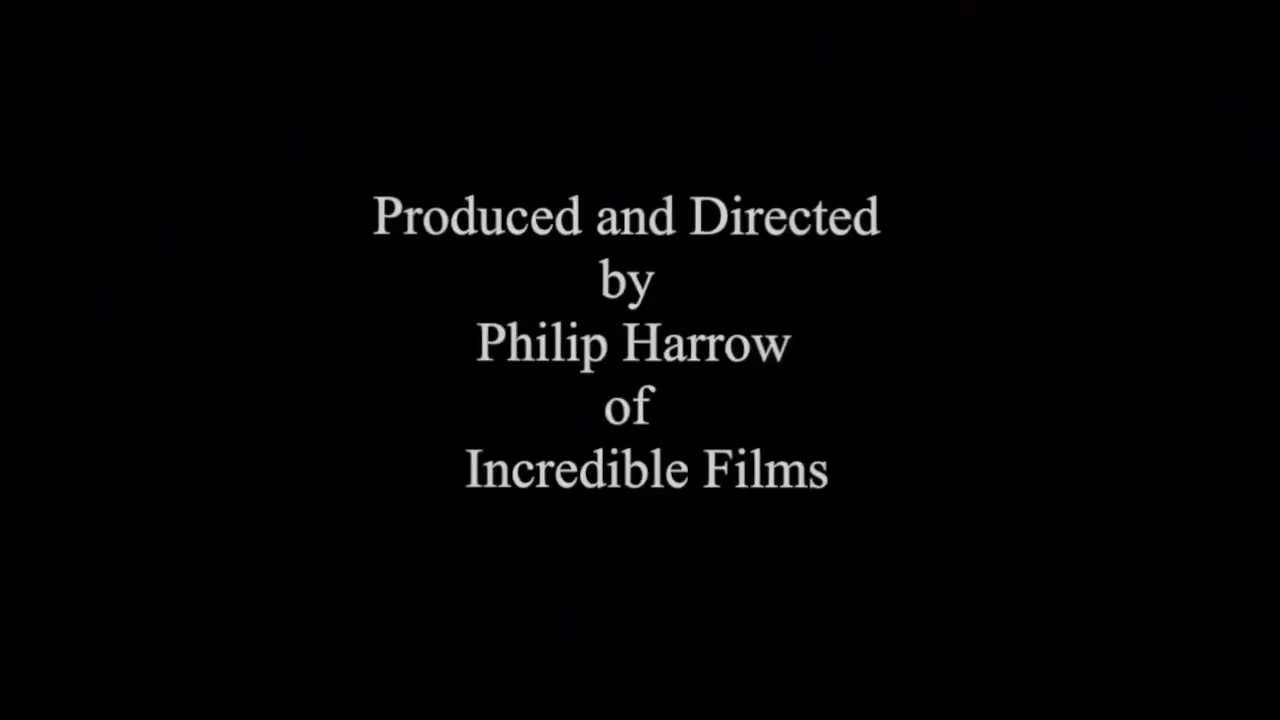 Produced and Directed
by
Philip Harrow
of
Incredible Films